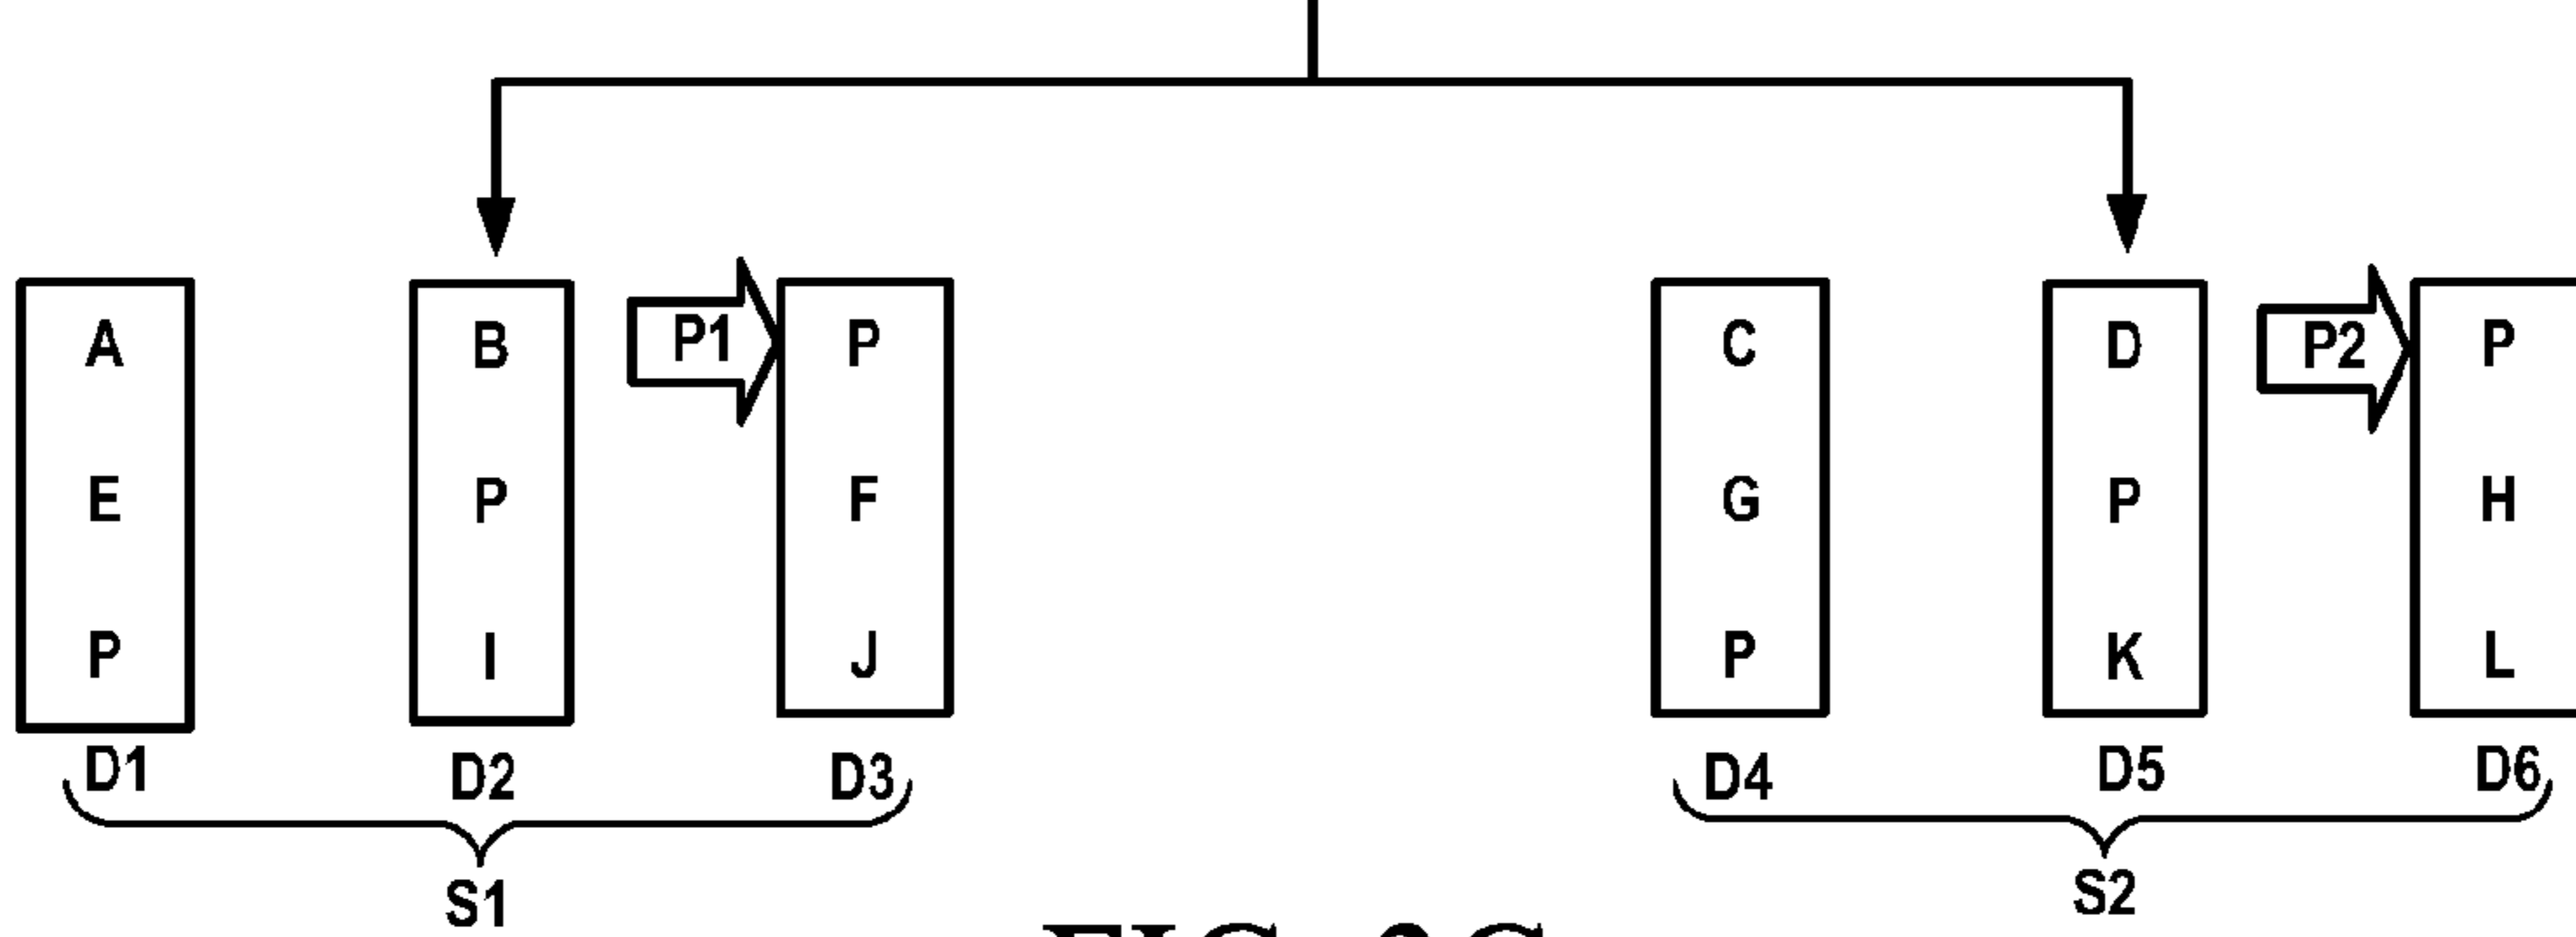 A B P1 P C D P2 P
E P F G P H
P I J P K L
D1 D2 D3 D4 D5 D6
S1 S2